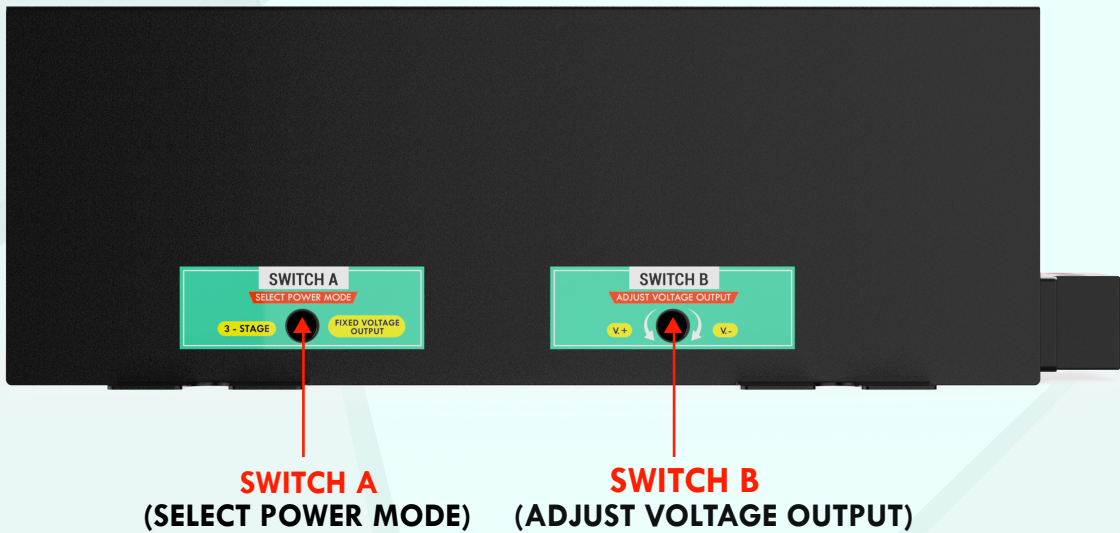 SWITCH A
SELECT POWER MODE
3 - STAGE
FIXED VOLTAGE
OUTPUT
SWITCH B
ADJUST VOLTAGE OUTPUT
V.+
V.-
SWITCH A
(SELECT POWER MODE)
SWITCH B
(ADJUST VOLTAGE OUTPUT)